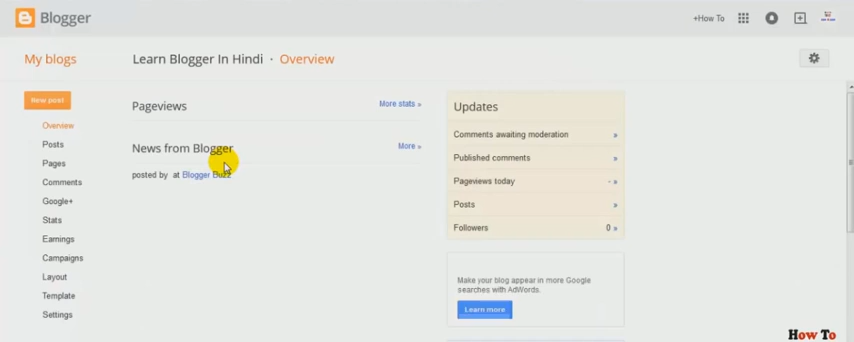 Blogger
+How To
My blogs
Learn Blogger In Hindi · Overview
New post
Overview
Posts
Pages
Comments
Google+
Stats
Earnings
Campaigns
Layout
Template
Settings
Pageviews
More stats »
News from Blogger
More »
posted by at Blogger Buzz
Updates
Comments awaiting moderation »
Published comments »
Pageviews today - »
Posts »
Followers 0 »
Make your blog appear in more Google
searches with AdWords.
Learn more
How To